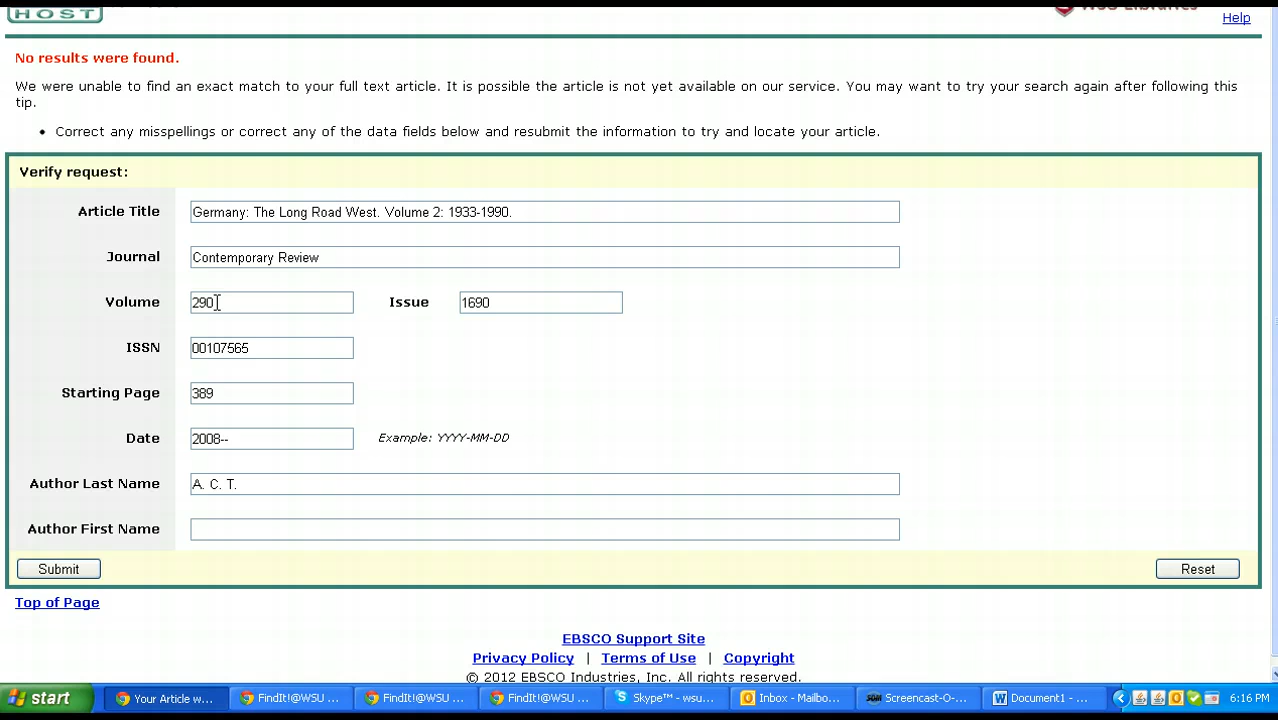 HOST
WSU Libraries
Help
No results were found.
We were unable to find an exact match to your full text article. It is possible the article is not yet available on our service. You may want to try your search again after following this
tip.
• Correct any misspellings or correct any of the data fields below and resubmit the information to try and locate your article.
Verify request:
Article Title Germany: The Long Road West. Volume 2: 1933-1990.
Journal Contemporary Review
Volume 290 Issue 1690
ISSN 00107565
Starting Page 389
Date 2008-- Example: YYYY-MM-DD
Author Last Name A. C. T.
Author First Name
Submit Reset
Top of Page
EBSCO Support Site
Privacy Policy | Terms of Use | Copyright
© 2012 EBSCO Industries, Inc. All rights reserved.
start Your Article w... FindIt!@WSU ... FindIt!@WSU ... FindIt!@WSU ... Skype™ - wsu... Inbox - Mailbo... Screencast-O-... Document1 - ... 6:16 PM